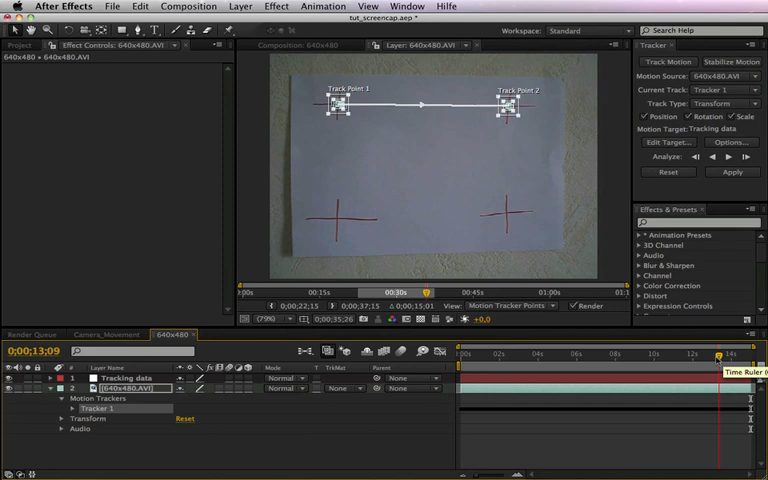 After Effects File Edit Composition Layer Effect Animation View Window Hilfe
tut_screencap.aep *
Workspace: Standard Search Help
Project Effect Controls: 640x480.AVI Composition: 640x480 Layer: 640x480.AVI Tracker
640x480 • 640x480.AVI
Track Motion Stabilize Motion
Motion Source: 640x480.AVI
Current Track: Tracker 1
Track Type: Transform
Position Rotation Scale
Motion Target: Tracking data
Edit Target... Options...
Analyze:
Reset Apply
Track Point 1 Track Point 2
Effects & Presets
* Animation Presets
3D Channel
Audio
Blur & Sharpen
Channel
Color Correction
Distort
Expression Controls
:00s 00:15s 00:30s 00:45s 01:1
0;00;22;15 0;00;37;15 Δ 0;00;15;01 View: Motion Tracker Points Render
(79%) 0;00;35;26 +0,0
Render Queue Camera_Movement 640x480
0;00;13;09
:00s 02s 04s 06s 08s 10s 12s 14s
# Layer Name Mode T TrkMat Parent
Time Ruler (
1 Tracking data Normal None
2 [640x480.AVI] Normal None None
Motion Trackers
Tracker 1
Transform Reset
Audio